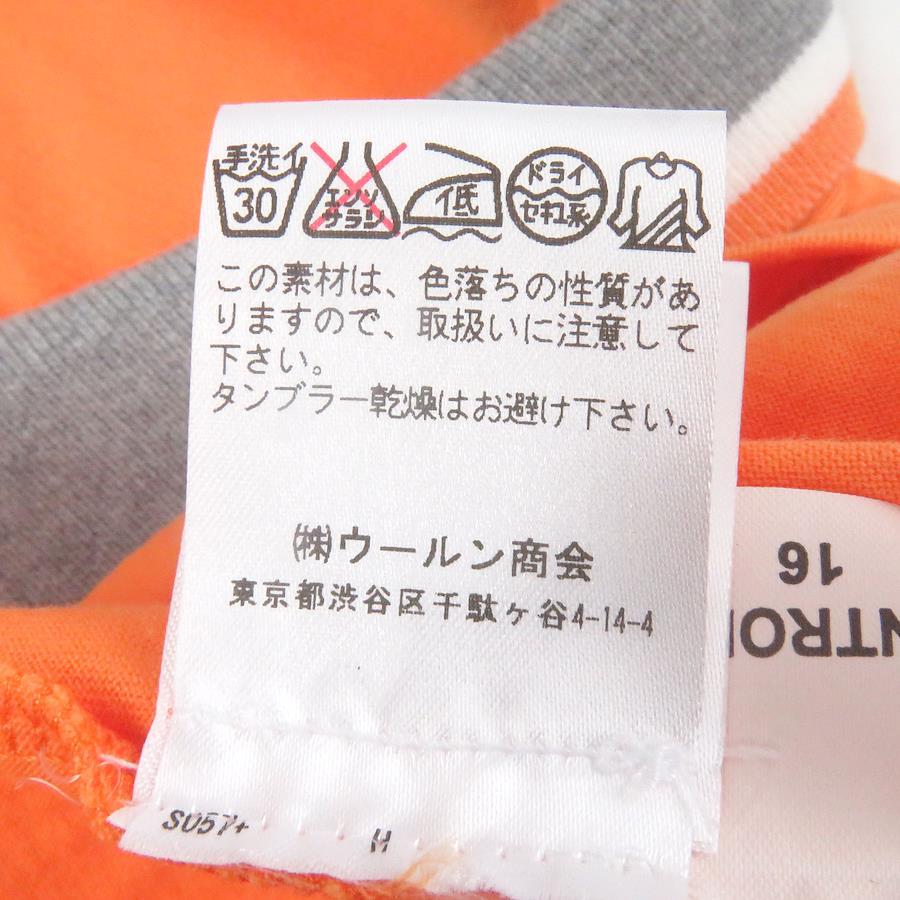 手洗イ
30
エンソ
サラシ
低
ドライ
セキユ系
この素材は、色落ちの性質があ
りますので、取扱いに注意して
下さい。
タンブラー乾燥はお避け下さい。
㈱ウールン商会
東京都渋谷区千駄ヶ谷4-14-4
S057+
H
NTROL
16